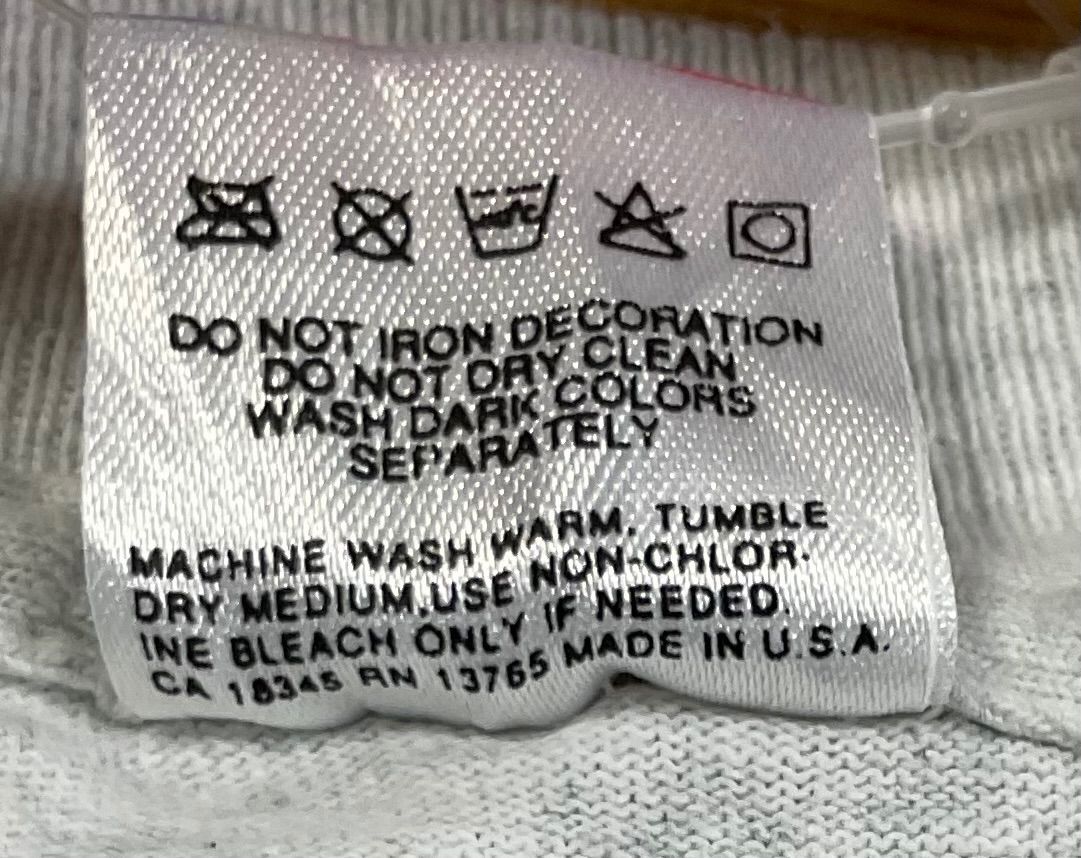 DO NOT IRON DECORATION
DO NOT DRY CLEAN
WASH DARK COLORS
SEPARATELY
MACHINE WASH WARM. TUMBLE
DRY MEDIUM.USE NON-CHLOR-
INE BLEACH ONLY IF NEEDED.
CA 18345 RN 13765 MADE IN U.S.A.